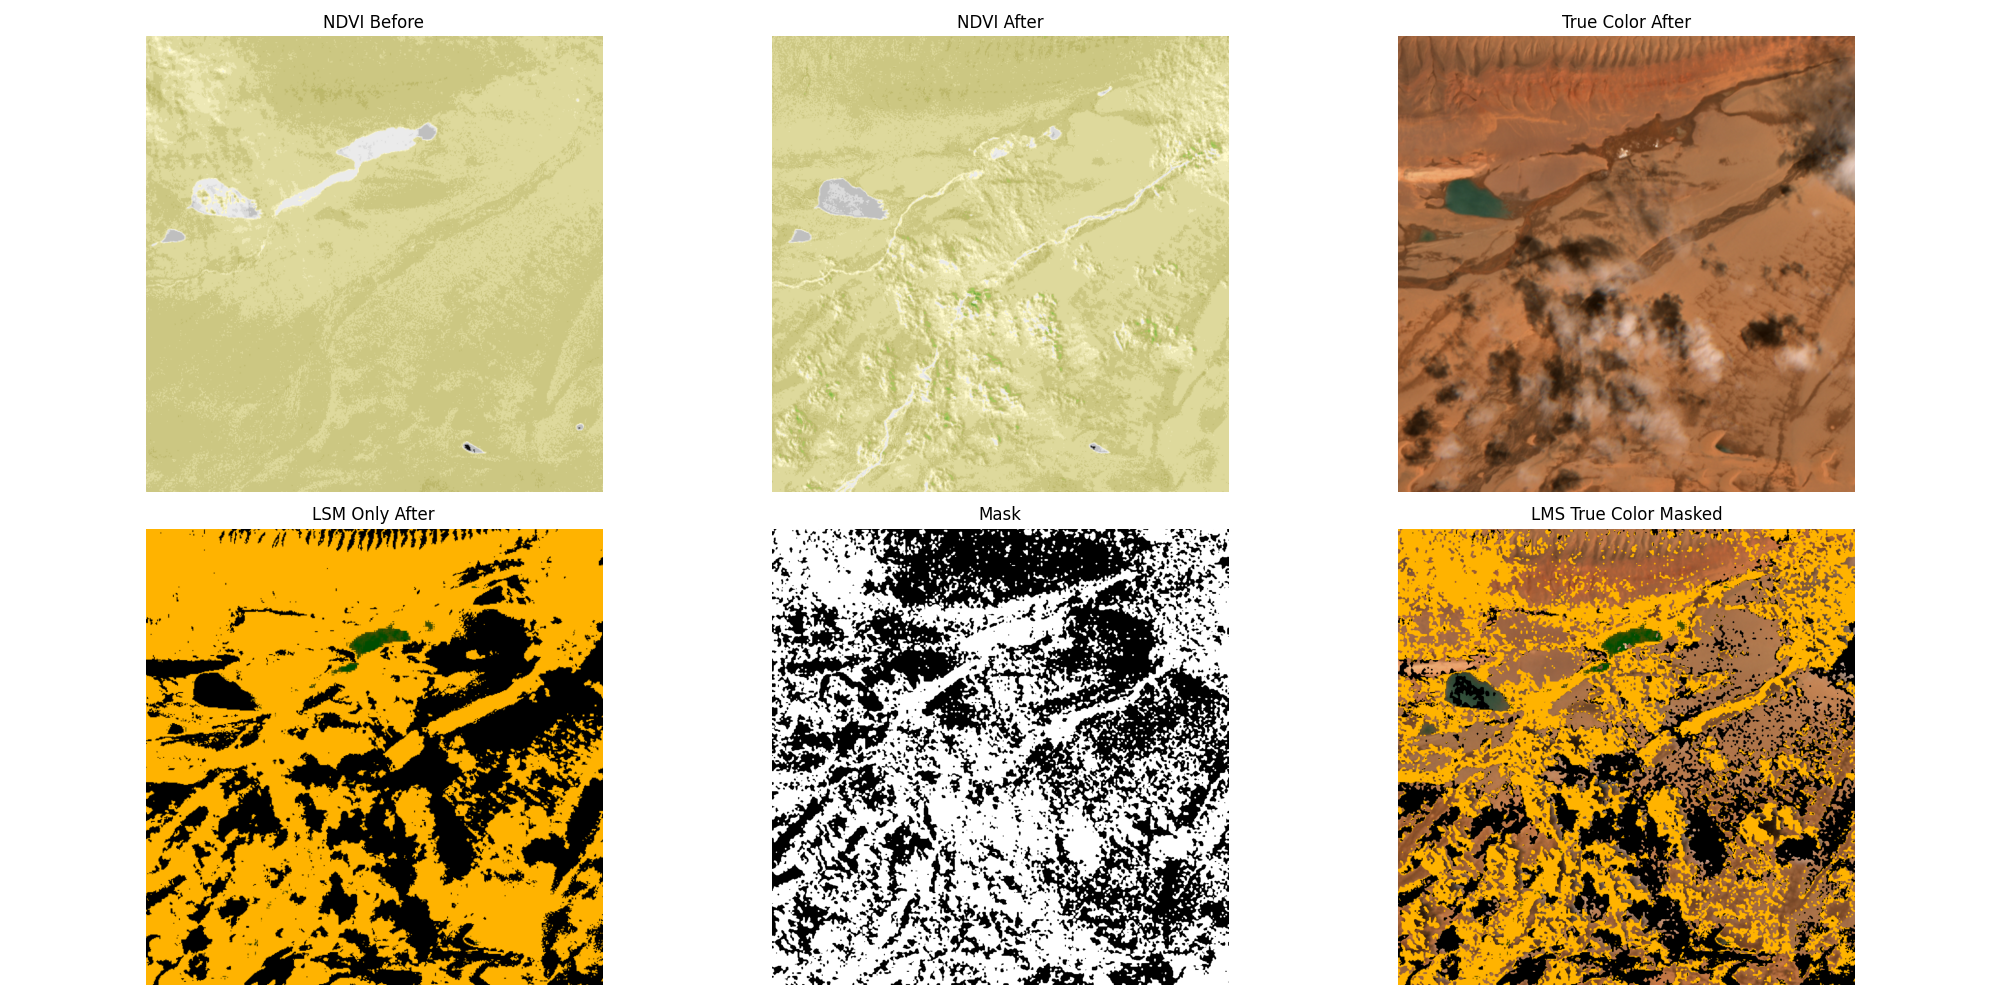 NDVI Before
NDVI After
True Color After
LSM Only After
Mask
LMS True Color Masked